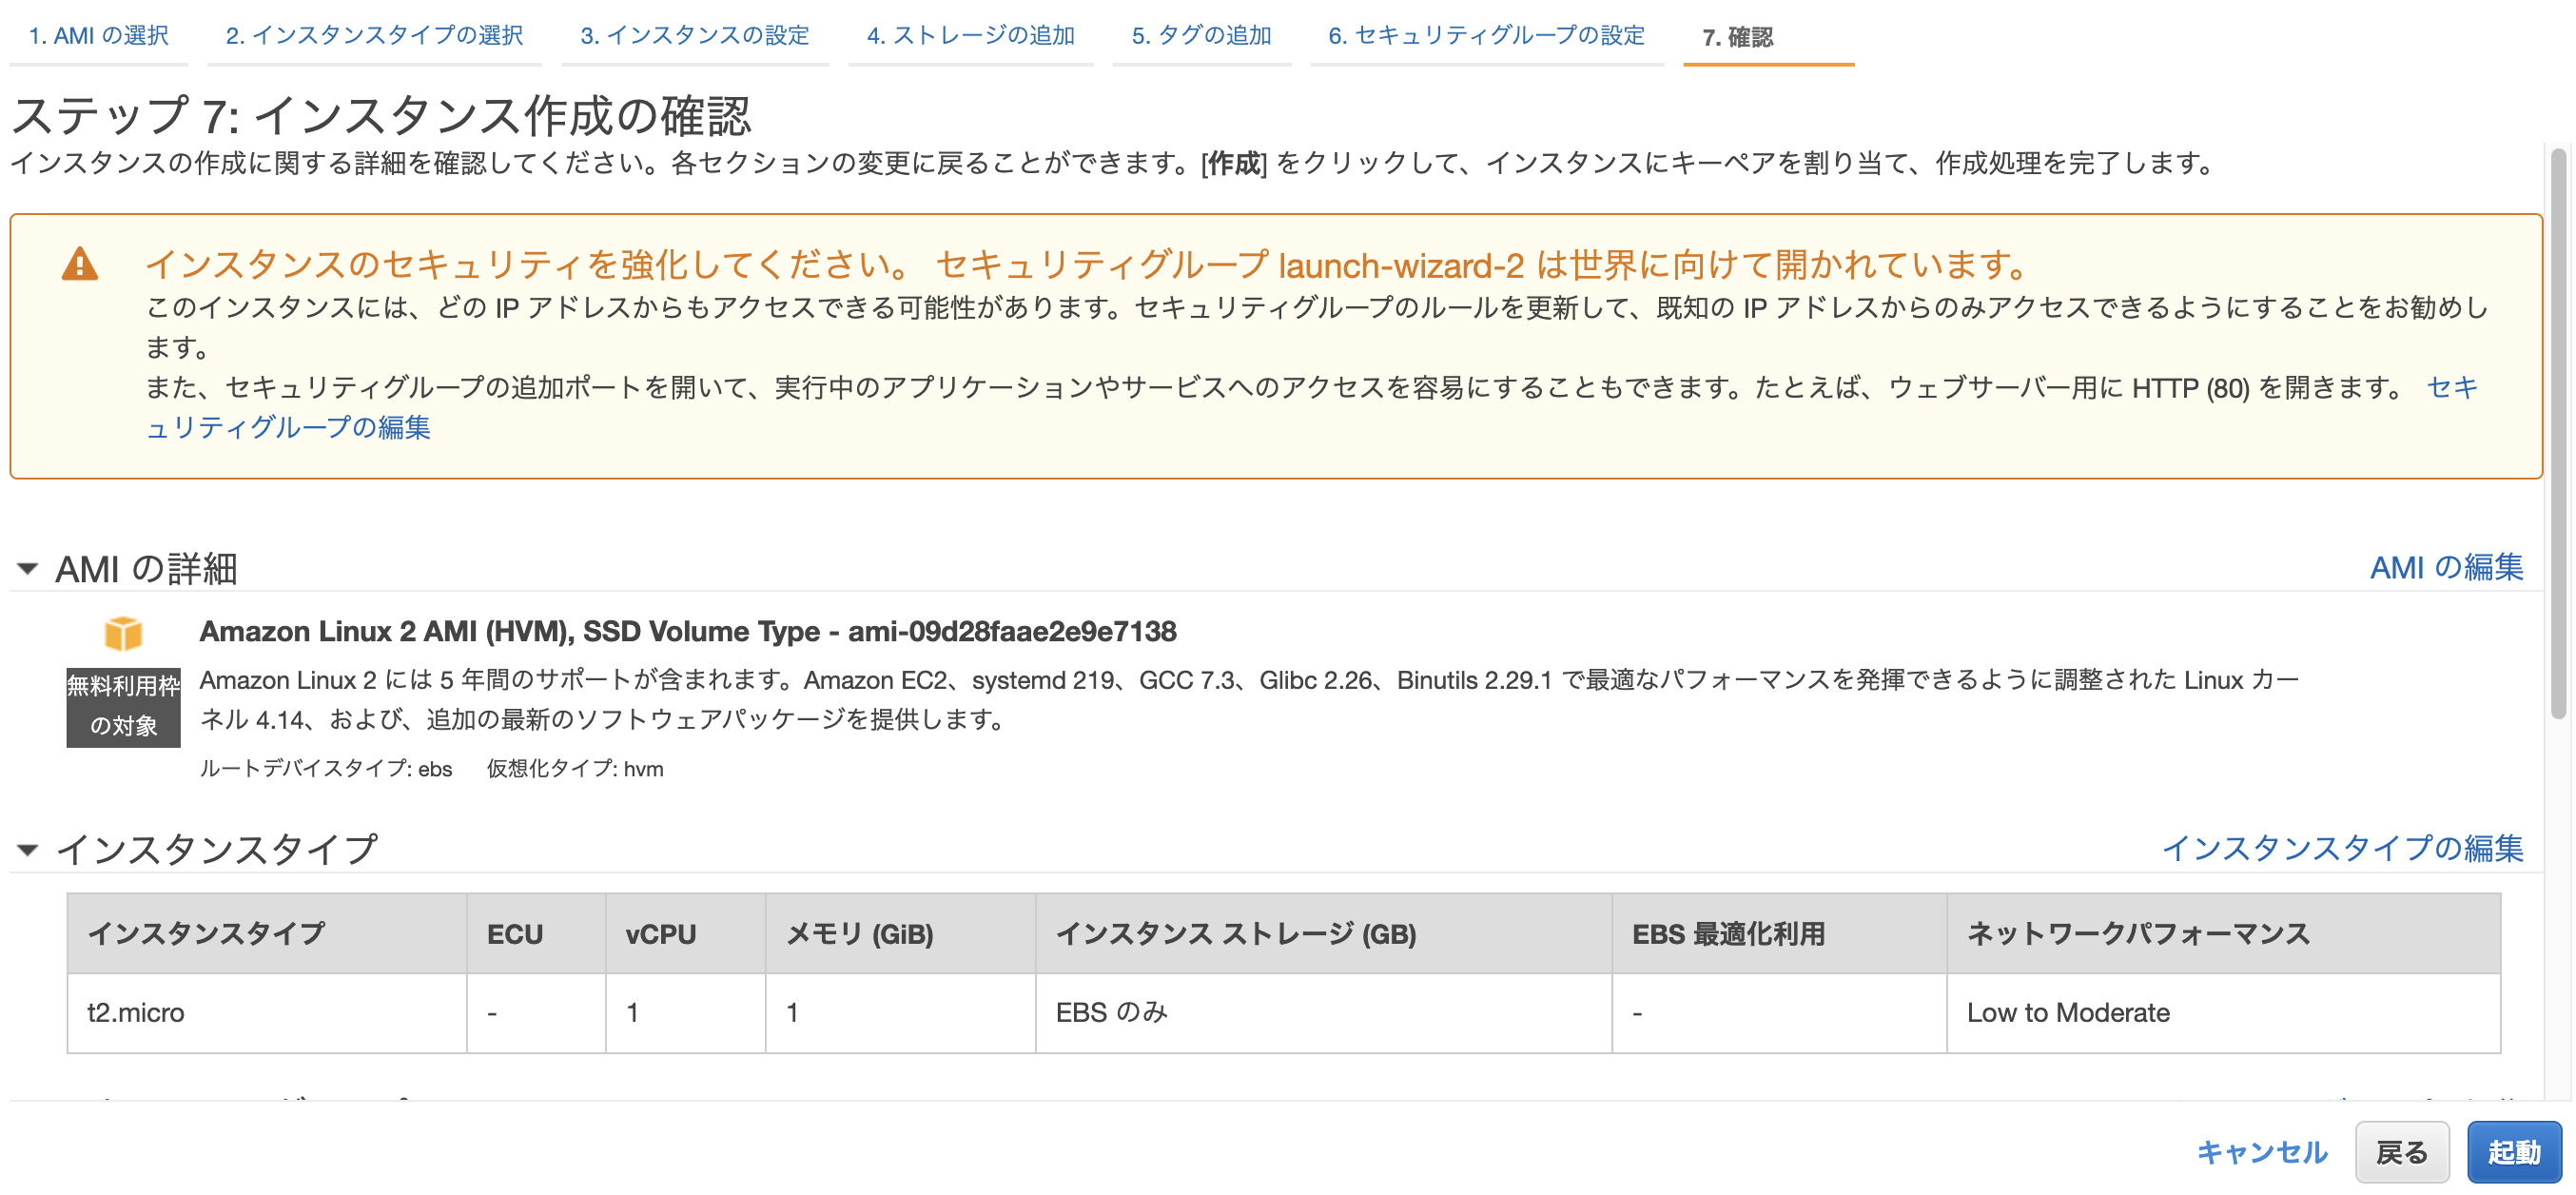 1. AMI の選択 2. インスタンスタイプの選択 3. インスタンスの設定 4. ストレージの追加 5. タグの追加 6. セキュリティグループの設定 7. 確認
ステップ 7: インスタンス作成の確認
インスタンスの作成に関する詳細を確認してください。各セクションの変更に戻ることができます。[作成] をクリックして、インスタンスにキーペアを割り当て、作成処理を完了します。
インスタンスのセキュリティを強化してください。 セキュリティグループ launch-wizard-2 は世界に向けて開かれています。
このインスタンスには、どの IP アドレスからもアクセスできる可能性があります。セキュリティグループのルールを更新して、既知の IP アドレスからのみアクセスできるようにすることをお勧めし
ます。
また、セキュリティグループの追加ポートを開いて、実行中のアプリケーションやサービスへのアクセスを容易にすることもできます。たとえば、ウェブサーバー用に HTTP (80) を開きます。 セキ
ュリティグループの編集
AMI の詳細 AMI の編集
Amazon Linux 2 AMI (HVM), SSD Volume Type - ami-09d28faae2e9e7138
無料利用枠
の対象
Amazon Linux 2 には 5 年間のサポートが含まれます。Amazon EC2、systemd 219、GCC 7.3、Glibc 2.26、Binutils 2.29.1 で最適なパフォーマンスを発揮できるように調整された Linux カー
ネル 4.14、および、追加の最新のソフトウェアパッケージを提供します。
ルートデバイスタイプ: ebs 仮想化タイプ: hvm
インスタンスタイプ インスタンスタイプの編集
インスタンスタイプ ECU vCPU メモリ (GiB) インスタンス ストレージ (GB) EBS 最適化利用 ネットワークパフォーマンス
t2.micro - 1 1 EBS のみ - Low to Moderate
キャンセル 戻る 起動